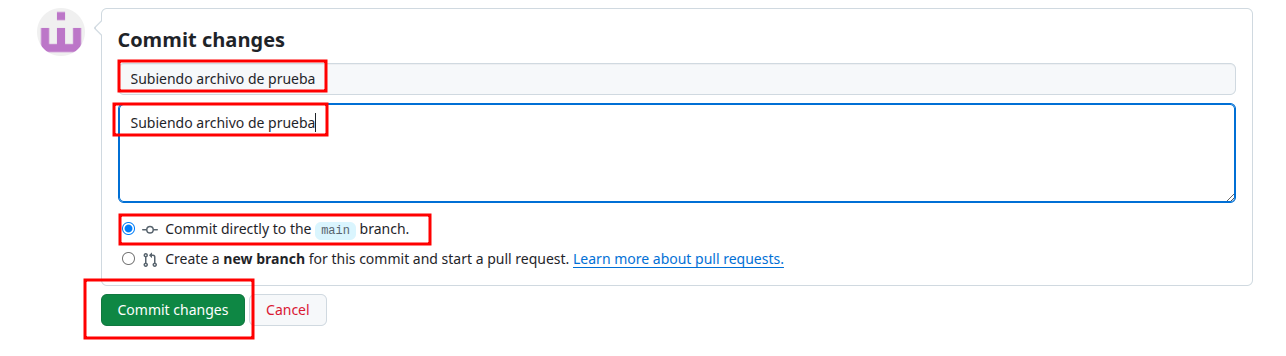 Commit changes
Subiendo archivo de prueba
Subiendo archivo de prueba
Commit directly to the main branch.
Create a new branch for this commit and start a pull request. Learn more about pull requests.
Commit changes Cancel